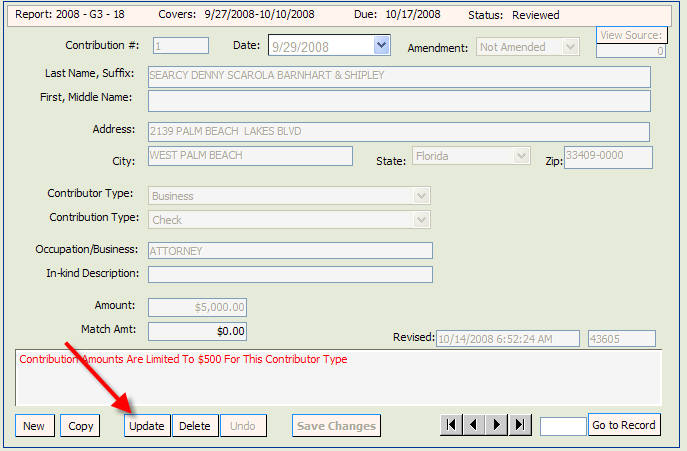 Report: 2008 - G3 - 18 Covers: 9/27/2008-10/10/2008 Due: 10/17/2008 Status: Reviewed
View Source:
Contribution #: 1 Date: 9/29/2008 Amendment: Not Amended 0
Last Name, Suffix: SEARCY DENNY SCAROLA BARNHART & SHIPLEY
First, Middle Name:
Address: 2139 PALM BEACH LAKES BLVD
City: WEST PALM BEACH State: Florida Zip: 33409-0000
Contributor Type: Business
Contribution Type: Check
Occupation/Business: ATTORNEY
In-kind Description:
Amount: $5,000.00
Match Amt: $0.00
Revised: 10/14/2008 6:52:24 AM 43605
Contribution Amounts Are Limited To $500 For This Contributor Type
New Copy Update Delete Undo Save Changes Go to Record